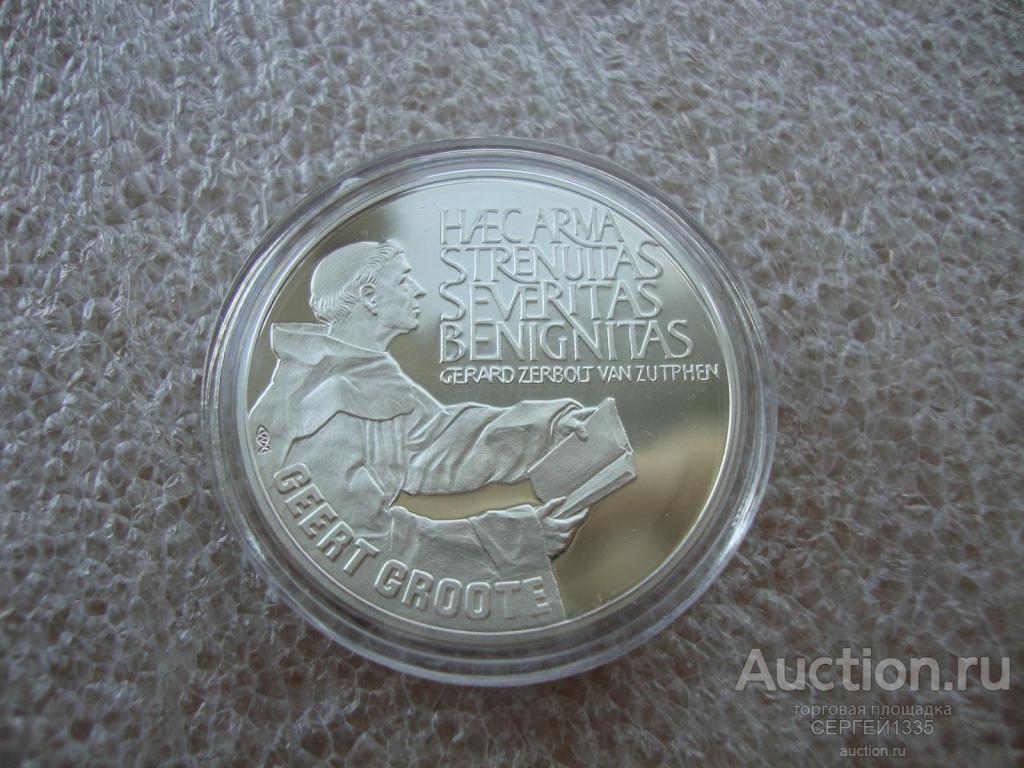 HÆC ARMA
STRENUITAS
SEVERITAS
BENIGNITAS
GERARD ZERBOLT VAN ZUTPHEN
GEERT GROOTE
Auction.ru
торговая площадка
СЕРГЕЙ1335
auction.ru